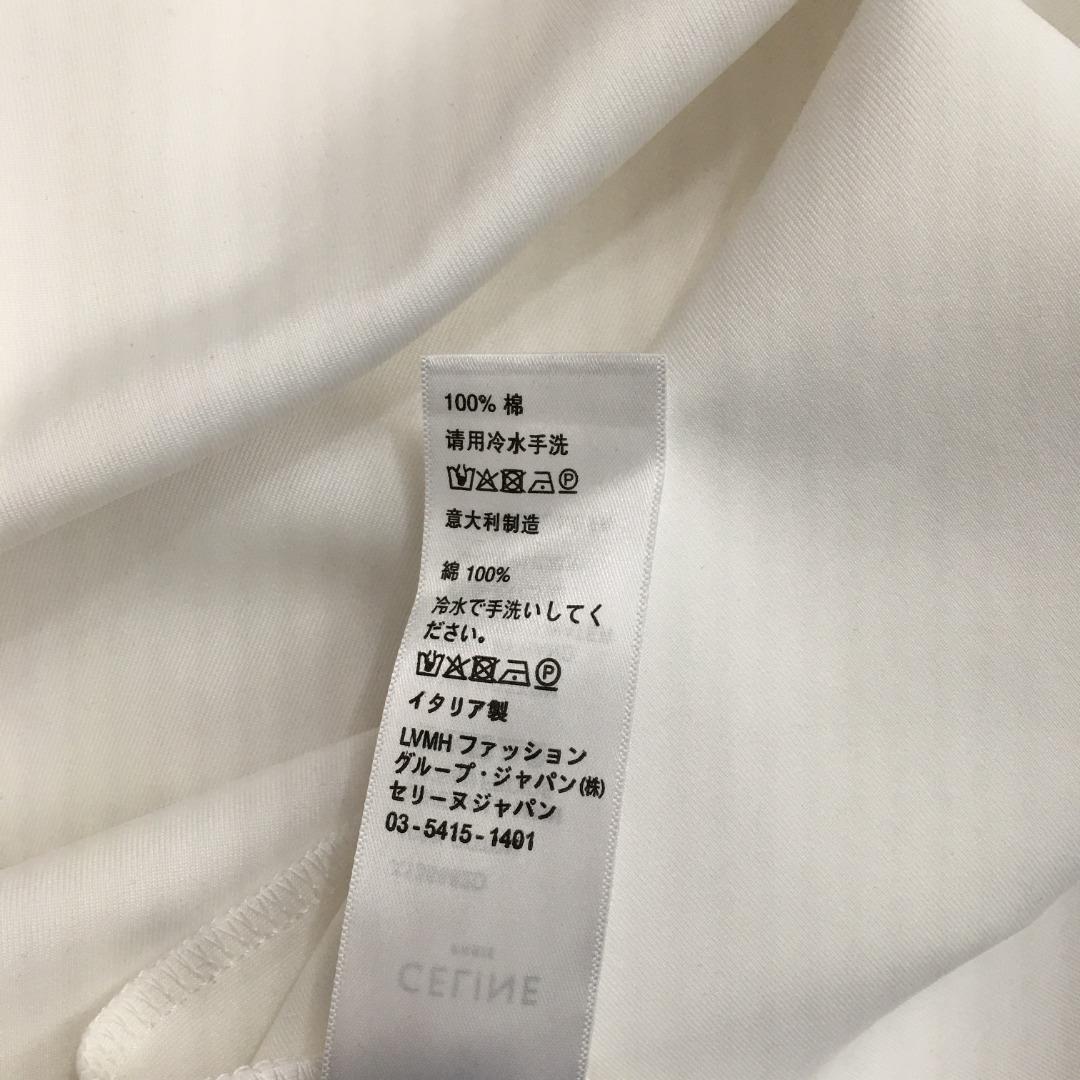 100% 棉
请用冷水手洗
P
意大利制造
綿 100%
冷水で手洗いしてく
ださい。
P
イタリア製
LVMH ファッション
グループ・ジャパン(株)
セリーヌジャパン
03-5415-1401
PARIS
CELINE